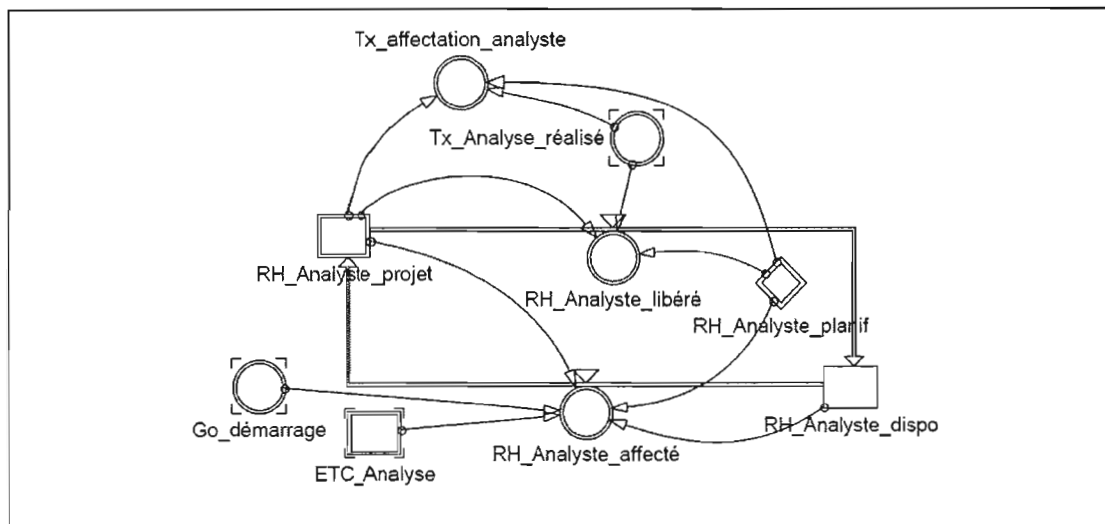 Tx_affectation_analyste
Tx_Analyse_réalisé
RH_Analyste_projet
RH_Analyste_libéré
RH_Analyste_planif
Go_démarrage
RH_Analyste_dispo
RH_Analyste_affecté
ETC_Analyse